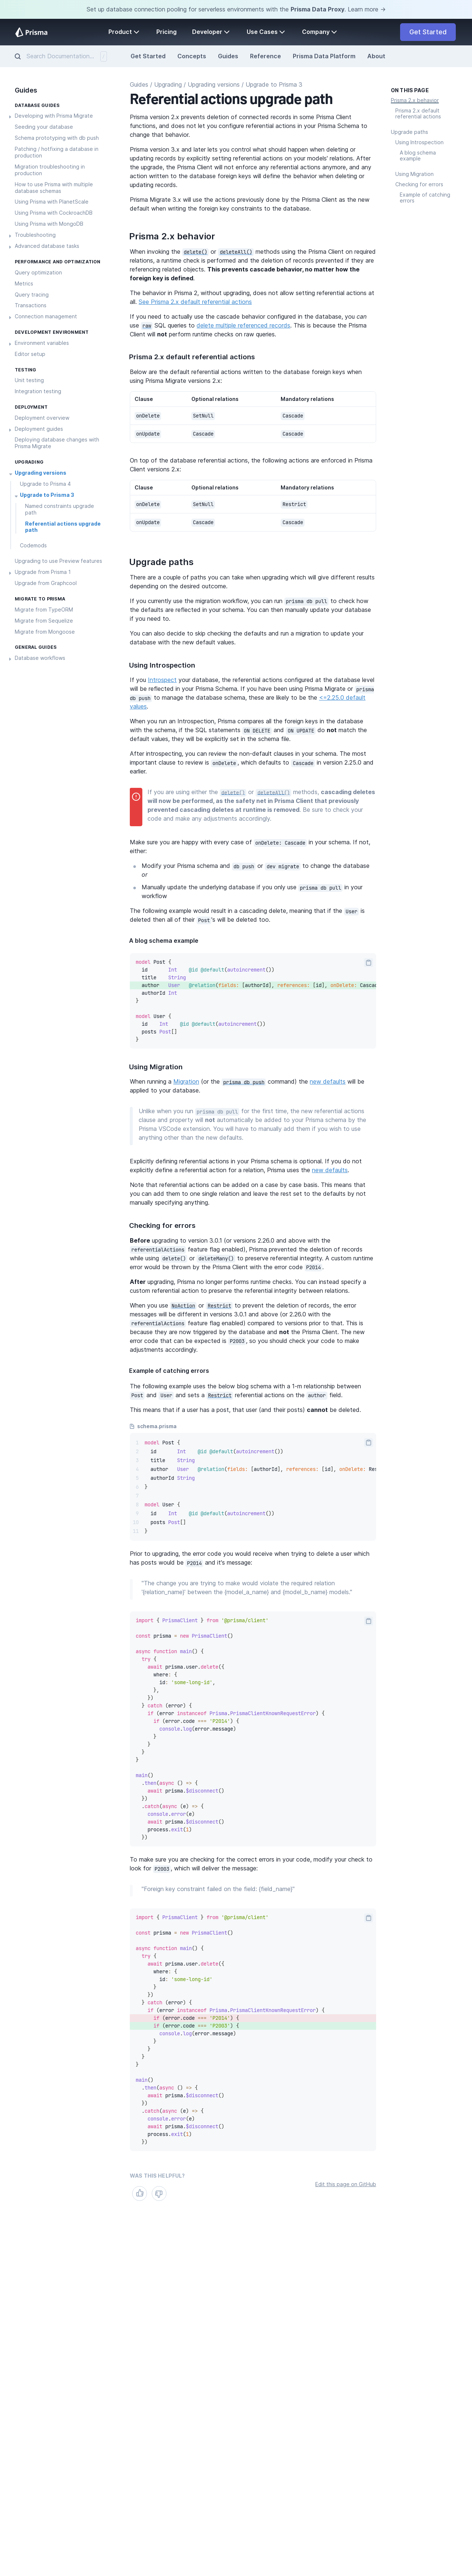 Set up database connection pooling for serverless environments with the Prisma Data Proxy. Learn more →
Prisma
Product
Pricing
Developer
Use Cases
Company
Get Started
Search Documentation...
/
Get Started
Concepts
Guides
Reference
Prisma Data Platform
About
Guides
DATABASE GUIDES
Developing with Prisma Migrate
Seeding your database
Schema prototyping with db push
Patching / hotfixing a database in
production
Migration troubleshooting in
production
How to use Prisma with multiple
database schemas
Using Prisma with PlanetScale
Using Prisma with CockroachDB
Using Prisma with MongoDB
Troubleshooting
Advanced database tasks
PERFORMANCE AND OPTIMIZATION
Query optimization
Metrics
Query tracing
Transactions
Connection management
DEVELOPMENT ENVIRONMENT
Environment variables
Editor setup
TESTING
Unit testing
Integration testing
DEPLOYMENT
Deployment overview
Deployment guides
Deploying database changes with
Prisma Migrate
UPGRADING
Upgrading versions
Upgrade to Prisma 4
Upgrade to Prisma 3
Named constraints upgrade
path
Referential actions upgrade
path
Codemods
Upgrading to use Preview features
Upgrade from Prisma 1
Upgrade from Graphcool
MIGRATE TO PRISMA
Migrate from TypeORM
Migrate from Sequelize
Migrate from Mongoose
GENERAL GUIDES
Database workflows
Guides / Upgrading / Upgrading versions / Upgrade to Prisma 3
Referential actions upgrade path
Prisma version 2.x prevents deletion of connected records in some Prisma Client
functions, and does not let you configure referential actions in your Prisma Schema to
change that behavior.
Prisma version 3.x and later lets you control what should happen when deleting or
updating records by explicitly setting referential actions on your models' relations. After
the upgrade, the Prisma Client will not enforce any referential actions anymore, and any
action specified by the database foreign keys will define the behavior when deleting or
updating records.
Prisma Migrate 3.x will use the actions previously done by the Prisma Client as the new
default when writing the foreign key constraints to the database.
Prisma 2.x behavior
When invoking the delete() or deleteAll() methods using the Prisma Client on required
relations, a runtime check is performed and the deletion of records prevented if they are
referencing related objects. This prevents cascade behavior, no matter how the
foreign key is defined.
The behavior in Prisma 2, without upgrading, does not allow setting referential actions at
all. See Prisma 2.x default referential actions
If you need to actually use the cascade behavior configured in the database, you can
use raw SQL queries to delete multiple referenced records. This is because the Prisma
Client will not perform runtime checks on raw queries.
Prisma 2.x default referential actions
Below are the default referential actions written to the database foreign keys when
using Prisma Migrate versions 2.x:
Clause
Optional relations
Mandatory relations
onDelete
SetNull
Cascade
onUpdate
Cascade
Cascade
On top of the database referential actions, the following actions are enforced in Prisma
Client versions 2.x:
Clause
Optional relations
Mandatory relations
onDelete
SetNull
Restrict
onUpdate
Cascade
Cascade
Upgrade paths
There are a couple of paths you can take when upgrading which will give different results
depending on the desired outcome.
If you currently use the migration workflow, you can run prisma db pull to check how
the defaults are reflected in your schema. You can then manually update your database
if you need to.
You can also decide to skip checking the defaults and run a migration to update your
database with the new default values.
Using Introspection
If you Introspect your database, the referential actions configured at the database level
will be reflected in your Prisma Schema. If you have been using Prisma Migrate or prisma
db push to manage the database schema, these are likely to be the <=2.25.0 default
values.
When you run an Introspection, Prisma compares all the foreign keys in the database
with the schema, if the SQL statements ON DELETE and ON UPDATE do not match the
default values, they will be explicitly set in the schema file.
After introspecting, you can review the non-default clauses in your schema. The most
important clause to review is onDelete, which defaults to Cascade in version 2.25.0 and
earlier.
If you are using either the delete() or deleteAll() methods, cascading deletes
will now be performed, as the safety net in Prisma Client that previously
prevented cascading deletes at runtime is removed. Be sure to check your
code and make any adjustments accordingly.
Make sure you are happy with every case of onDelete: Cascade in your schema. If not,
either:
Modify your Prisma schema and db push or dev migrate to change the database
or
Manually update the underlying database if you only use prisma db pull in your
workflow
The following example would result in a cascading delete, meaning that if the User is
deleted then all of their Post's will be deleted too.
A blog schema example
model Post {
id Int @id @default(autoincrement())
title String
author User @relation(fields: [authorId], references: [id], onDelete: Cascad
authorId Int
}
model User {
id Int @id @default(autoincrement())
posts Post[]
}
Using Migration
When running a Migration (or the prisma db push command) the new defaults will be
applied to your database.
Unlike when you run prisma db pull for the first time, the new referential actions
clause and property will not automatically be added to your Prisma schema by the
Prisma VSCode extension. You will have to manually add them if you wish to use
anything other than the new defaults.
Explicitly defining referential actions in your Prisma schema is optional. If you do not
explicitly define a referential action for a relation, Prisma uses the new defaults.
Note that referential actions can be added on a case by case basis. This means that
you can add them to one single relation and leave the rest set to the defaults by not
manually specifying anything.
Checking for errors
Before upgrading to version 3.0.1 (or versions 2.26.0 and above with the
referentialActions feature flag enabled), Prisma prevented the deletion of records
while using delete() or deleteMany() to preserve referential integrity. A custom runtime
error would be thrown by the Prisma Client with the error code P2014.
After upgrading, Prisma no longer performs runtime checks. You can instead specify a
custom referential action to preserve the referential integrity between relations.
When you use NoAction or Restrict to prevent the deletion of records, the error
messages will be different in versions 3.0.1 and above (or 2.26.0 with the
referentialActions feature flag enabled) compared to versions prior to that. This is
because they are now triggered by the database and not the Prisma Client. The new
error code that can be expected is P2003, so you should check your code to make
adjustments accordingly.
Example of catching errors
The following example uses the below blog schema with a 1-m relationship between
Post and User and sets a Restrict referential actions on the author field.
This means that if a user has a post, that user (and their posts) cannot be deleted.
schema.prisma
1 model Post {
2 id Int @id @default(autoincrement())
3 title String
4 author User @relation(fields: [authorId], references: [id], onDelete: Res
5 authorId String
6 }
7
8 model User {
9 id Int @id @default(autoincrement())
10 posts Post[]
11 }
Prior to upgrading, the error code you would receive when trying to delete a user which
has posts would be P2014 and it's message:
"The change you are trying to make would violate the required relation
'{relation_name}' between the {model_a_name} and {model_b_name} models."
import { PrismaClient } from '@prisma/client'
const prisma = new PrismaClient()
async function main() {
try {
await prisma.user.delete({
where: {
id: 'some-long-id',
},
})
} catch (error) {
if (error instanceof Prisma.PrismaClientKnownRequestError) {
if (error.code === 'P2014') {
console.log(error.message)
}
}
}
}
main()
.then(async () => {
await prisma.$disconnect()
})
.catch(async (e) => {
console.error(e)
await prisma.$disconnect()
process.exit(1)
})
To make sure you are checking for the correct errors in your code, modify your check to
look for P2003, which will deliver the message:
"Foreign key constraint failed on the field: {field_name}"
import { PrismaClient } from '@prisma/client'
const prisma = new PrismaClient()
async function main() {
try {
await prisma.user.delete({
where: {
id: 'some-long-id'
}
})
} catch (error) {
if (error instanceof Prisma.PrismaClientKnownRequestError) {
if (error.code === 'P2014') {
if (error.code === 'P2003') {
console.log(error.message)
}
}
}
}
main()
.then(async () => {
await prisma.$disconnect()
})
.catch(async (e) => {
console.error(e)
await prisma.$disconnect()
process.exit(1)
})
WAS THIS HELPFUL?
Edit this page on GitHub
ON THIS PAGE
Prisma 2.x behavior
Prisma 2.x default
referential actions
Upgrade paths
Using Introspection
A blog schema
example
Using Migration
Checking for errors
Example of catching
errors